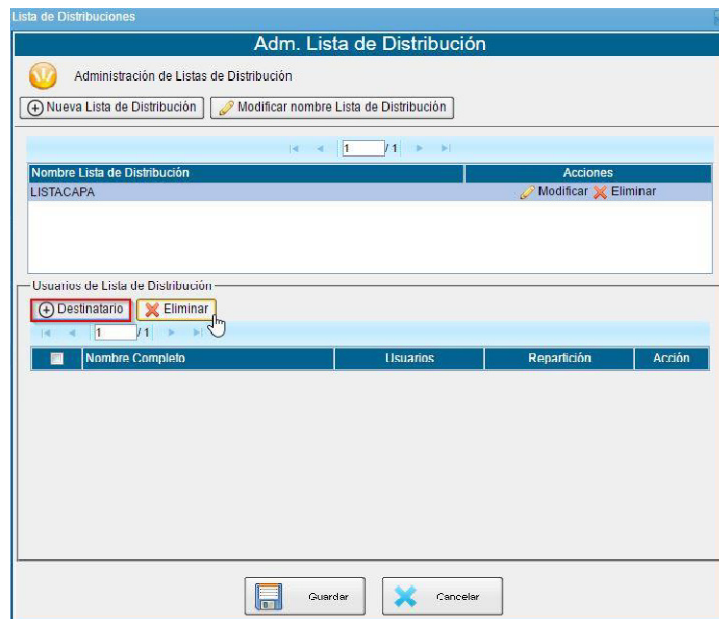 Lista de Distribuciones
Adm. Lista de Distribución
Administración de Listas de Distribución
Nueva Lista de Distribución Modificar nombre Lista de Distribución
1 / 1
Nombre Lista de Distribución Acciones
LISTACAPA Modificar Eliminar
Usuarios de Lista de Distribución
Destinatario Eliminar
1 / 1
Nombre Completo Usuarios Repartición Acción
Guardar Cancelar